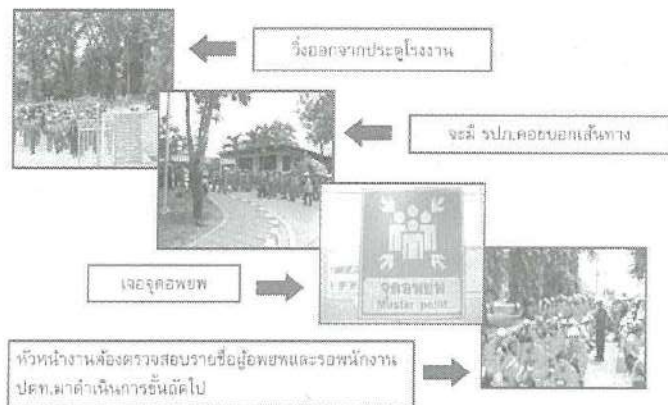 วิ่งออกจากประตูโรงงาน
จะมี รปภ.คอยบอกเส้นทาง
เจอจุดอพยพ
จุดอพยพ
Muster point
หัวหน้างานต้องตรวจสอบรายชื่อผู้อพยพและรอพนักงาน
ปตท.มาดำเนินการขั้นถัดไป